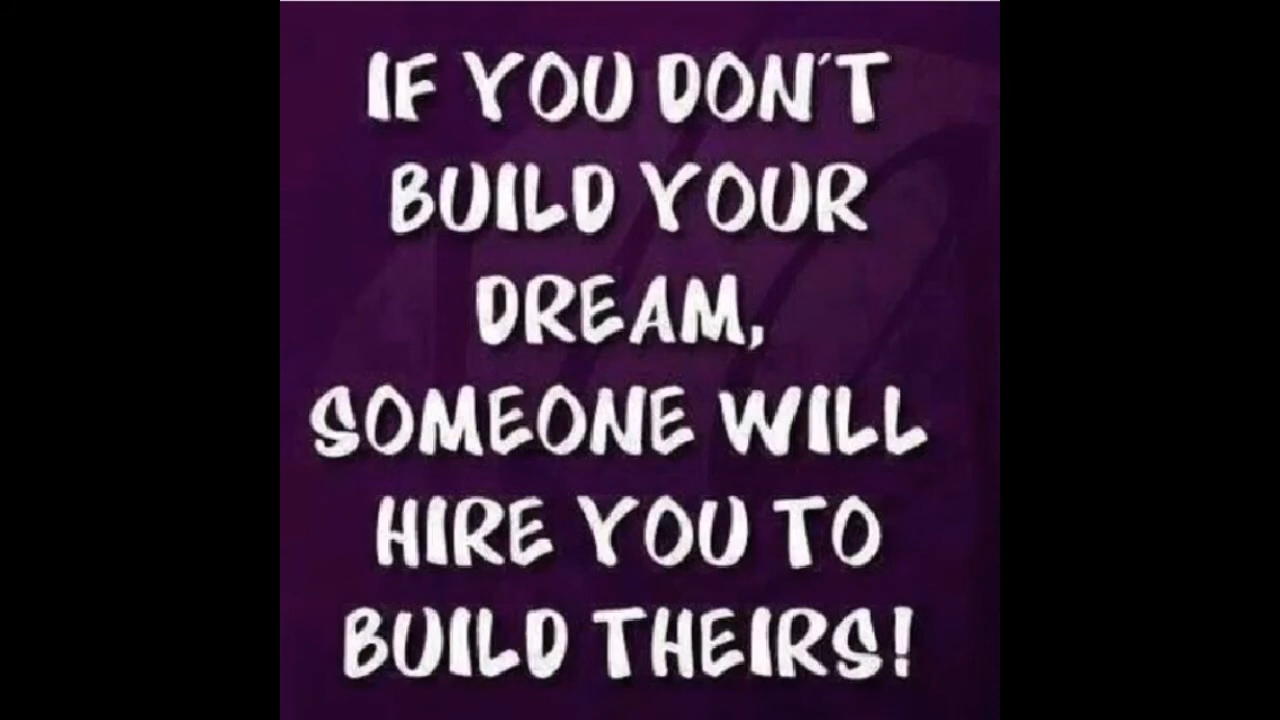 IF YOU DON'T
BUILD YOUR
DREAM,
SOMEONE WILL
HIRE YOU TO
BUILD THEIRS!